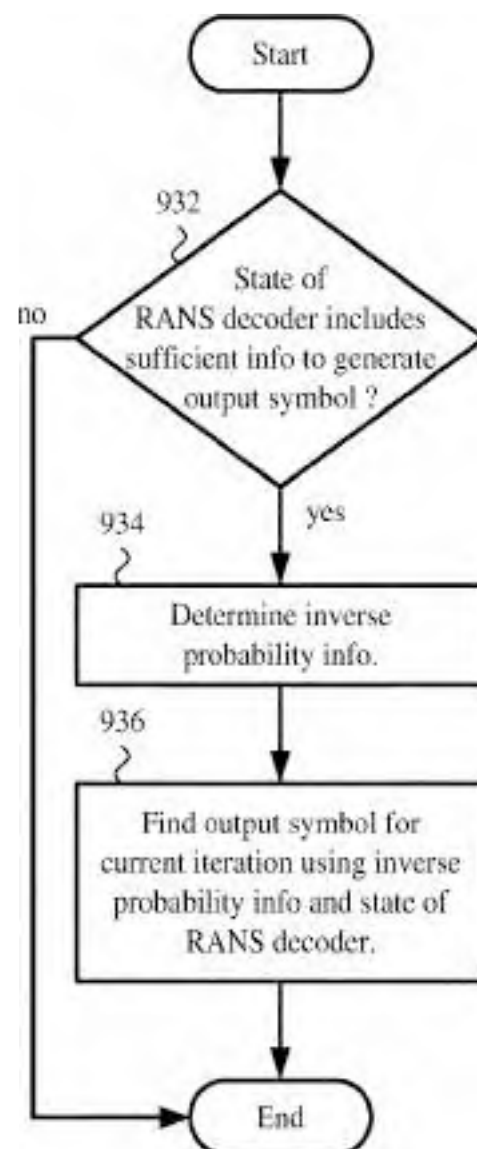 Start
932
State of
RANS decoder includes
sufficient info to generate
output symbol ?
no
yes
934
Determine inverse
probability info.
936
Find output symbol for
current iteration using inverse
probability info and state of
RANS decoder.
End